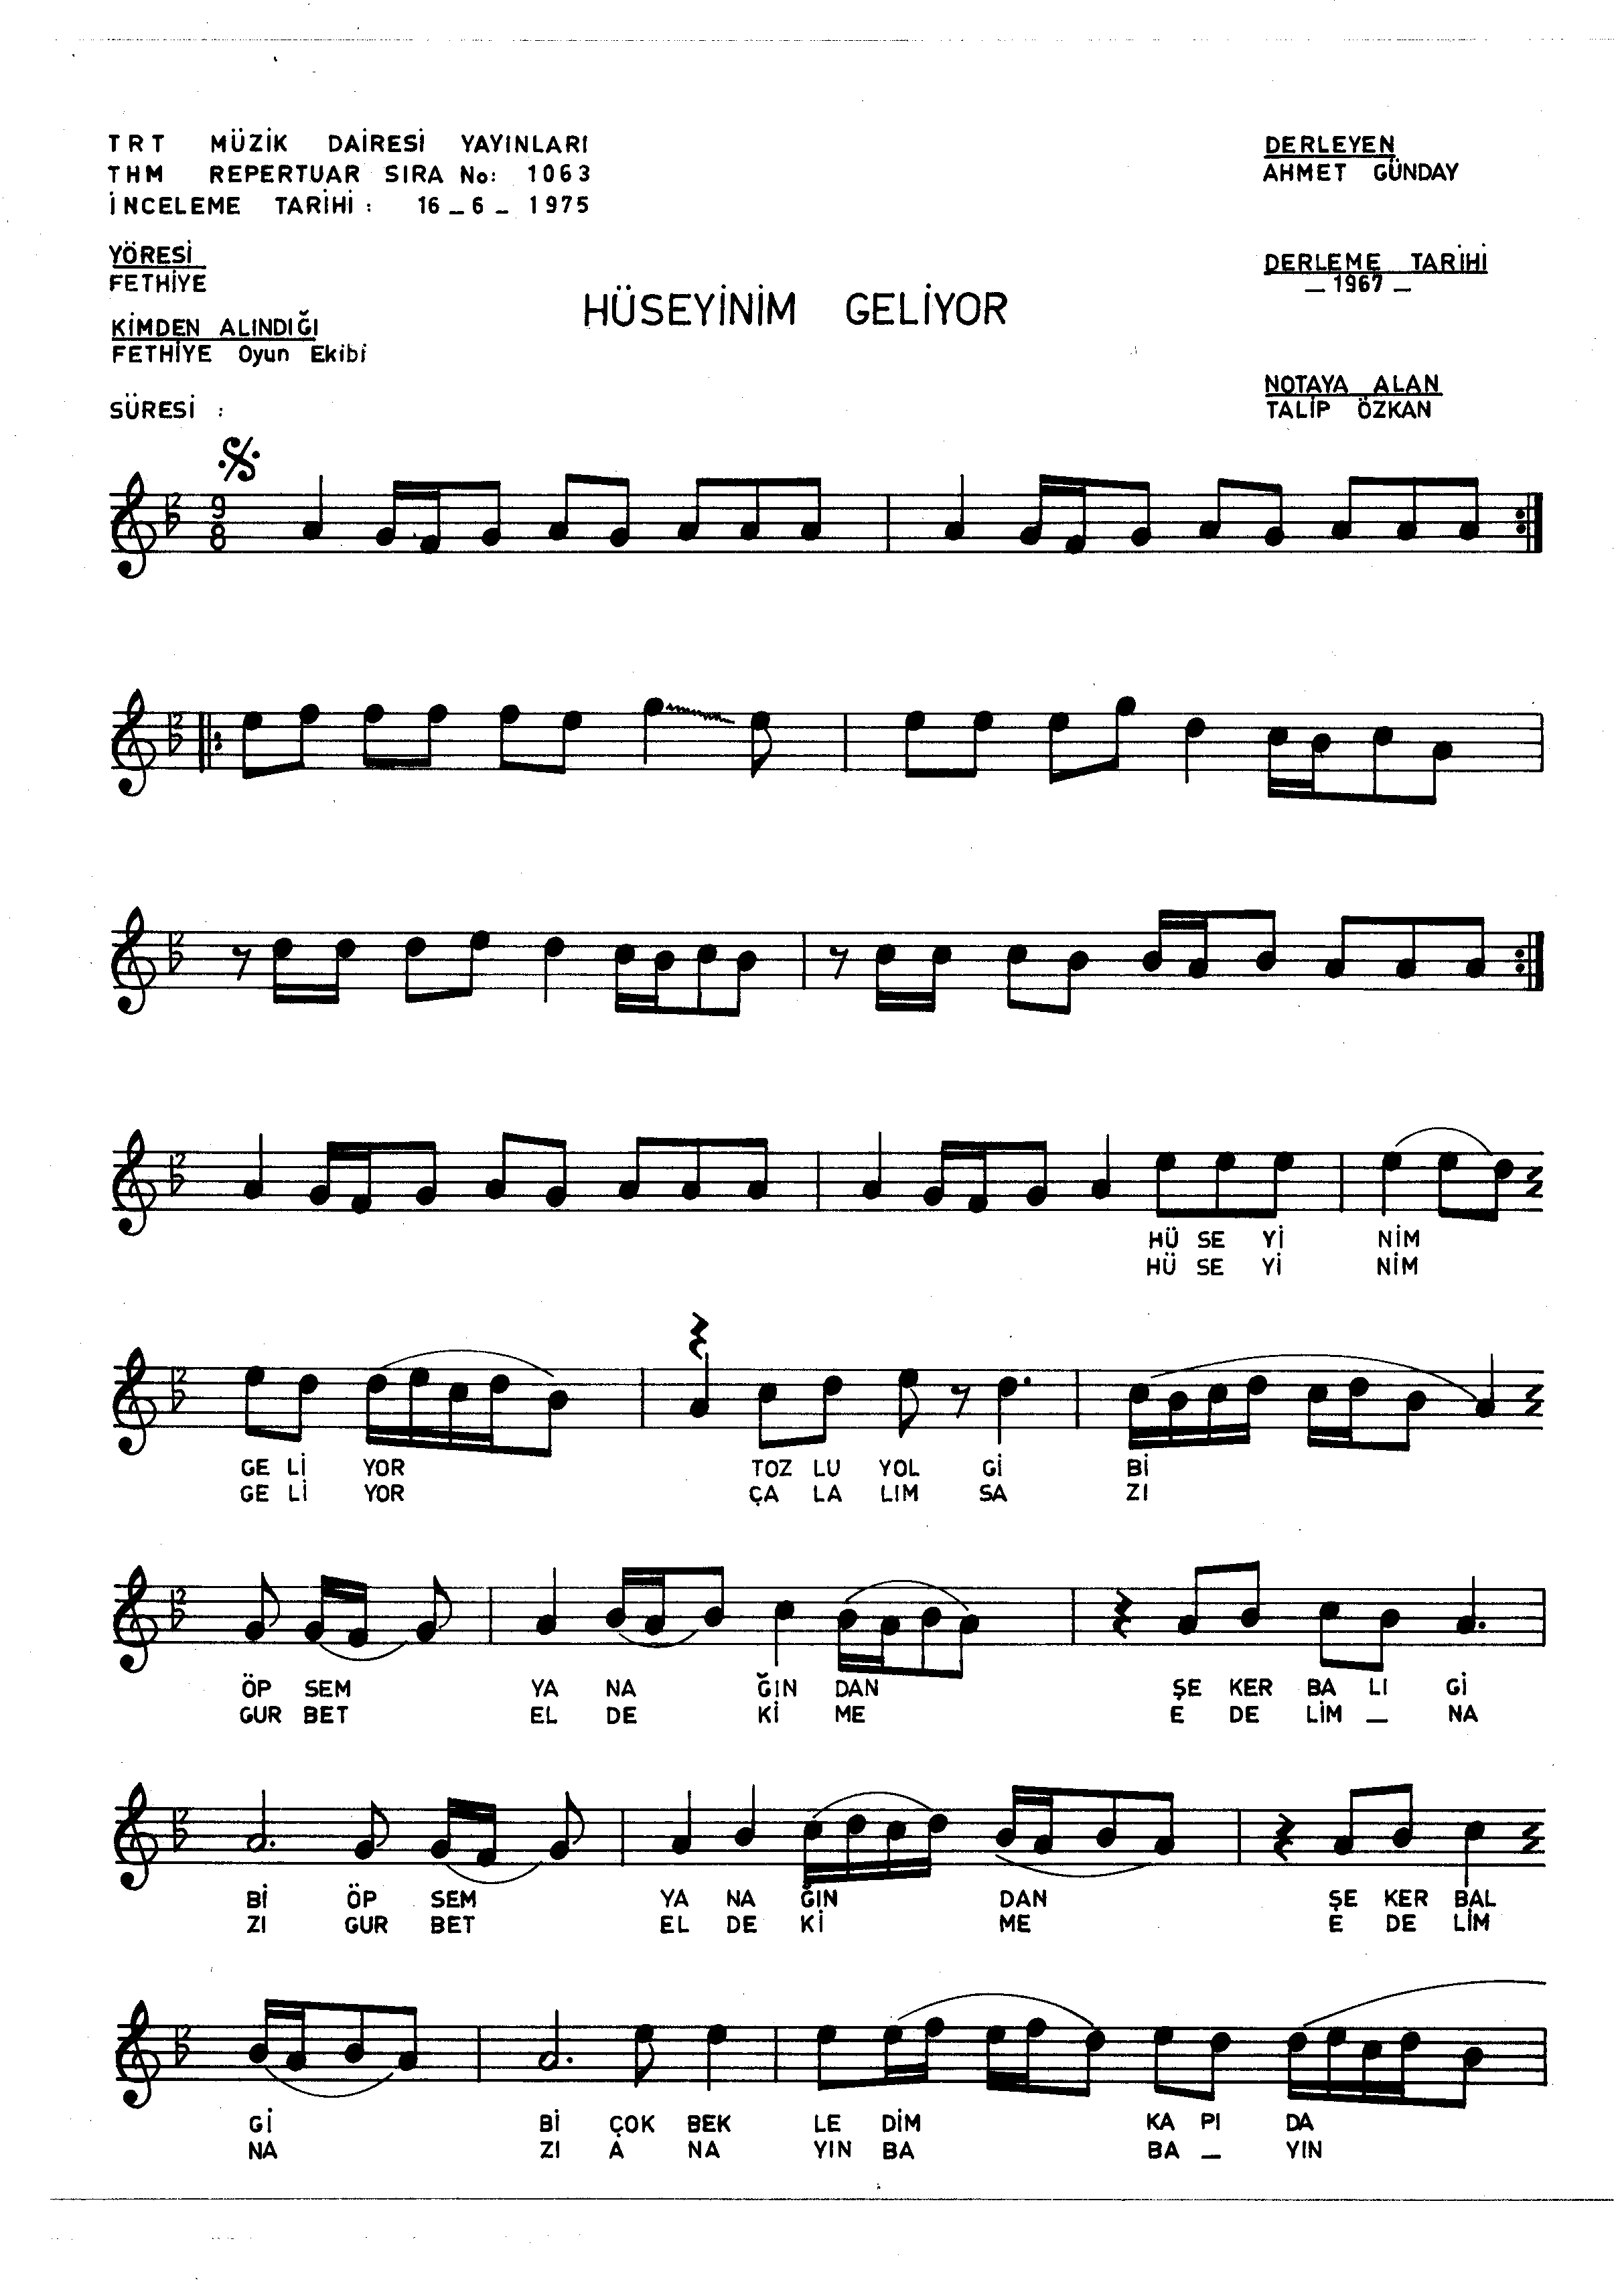 TRT MÜZİK DAİRESİ YAYINLARI
THM REPERTUAR SIRA No: 1063
İNCELEME TARİHİ : 16 _ 6 _ 1975
DERLEYEN
AHMET GÜNDAY
YÖRESİ
FETHİYE
DERLEME TARİHİ
_ 1967 _
HÜSEYİNİM GELİYOR
KİMDEN ALINDIĞI
FETHİYE Oyun Ekibi
NOTAYA ALAN
TALİP ÖZKAN
SÜRESİ :
9
8
HÜ SE Yİ NİM
HÜ SE Yİ NİM
GE Lİ YOR TOZ LU YOL Gİ Bİ
GE Lİ YOR ÇA LA LIM SA ZI
ÖP SEM YA NA ĞIN DAN ŞE KER BA LI Gİ
GUR BET EL DE Kİ ME E DE LİM _ NA
Bİ ÖP SEM YA NA ĞIN DAN ŞE KER BAL
ZI GUR BET EL DE Kİ ME E DE LİM
Gİ Bİ ÇOK BEK LE DİM KA PI DA
NA ZI A NA YIN BA BA _ YIN